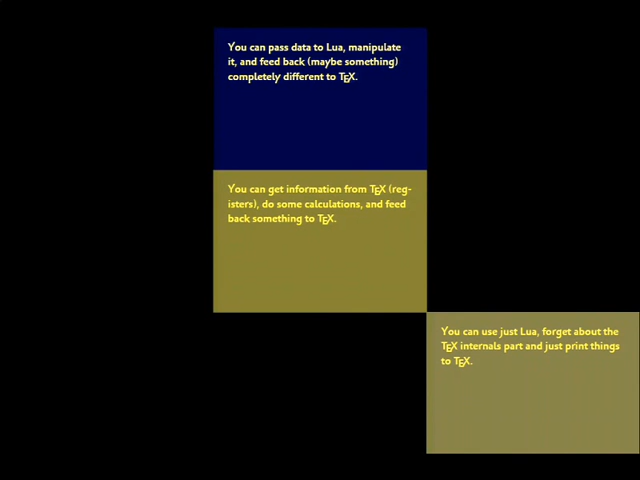 You can pass data to Lua, manipulate
it, and feed back (maybe something)
completely different to TEX.
You can get information from TEX (reg-
isters), do some calculations, and feed
back something to TEX.
You can use just Lua, forget about the
TEX internals part and just print things
to TEX.